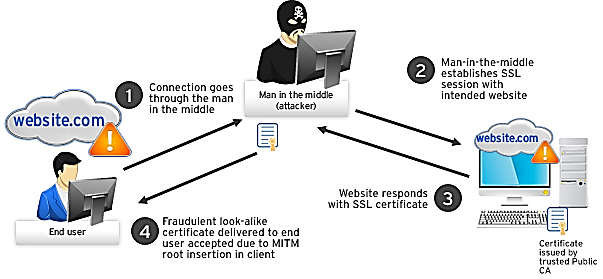 1
Connection goes
through the man
in the middle
Man in the middle
(attacker)
2
Man-in-the-middle
establishes SSL
session with
intended website
website.com
!
website.com
!
Website responds
with SSL certificate
3
End user
4
Fraudulent look-alike
certificate delivered to end
user accepted due to MITM
root insertion in client
Certificate
issued by
trusted Public
CA